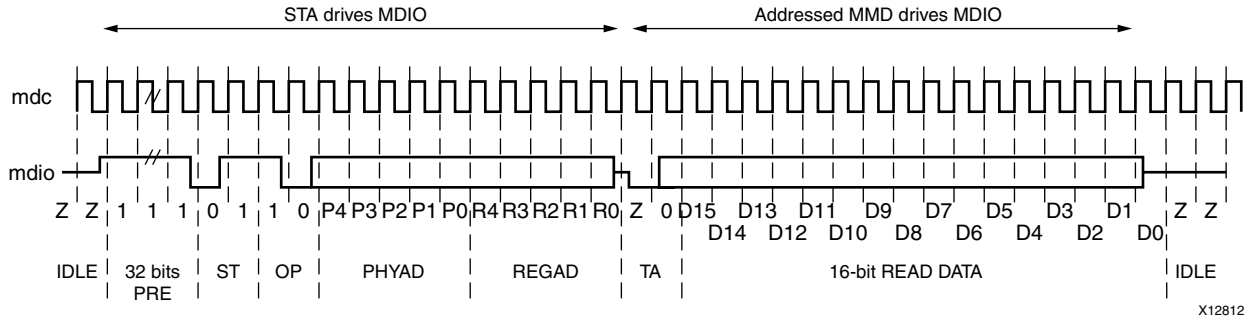 STA drives MDIO Addressed MMD drives MDIO
mdc
mdio
Z Z 1 1 1 0 1 1 0 P4 P3 P2 P1 P0 R4 R3 R2 R1 R0 Z 0 D15 D13 D11 D9 D7 D5 D3 D1 Z Z
D14 D12 D10 D8 D6 D4 D2 D0
IDLE 32 bits ST OP PHYAD REGAD TA 16-bit READ DATA IDLE
PRE
X12812